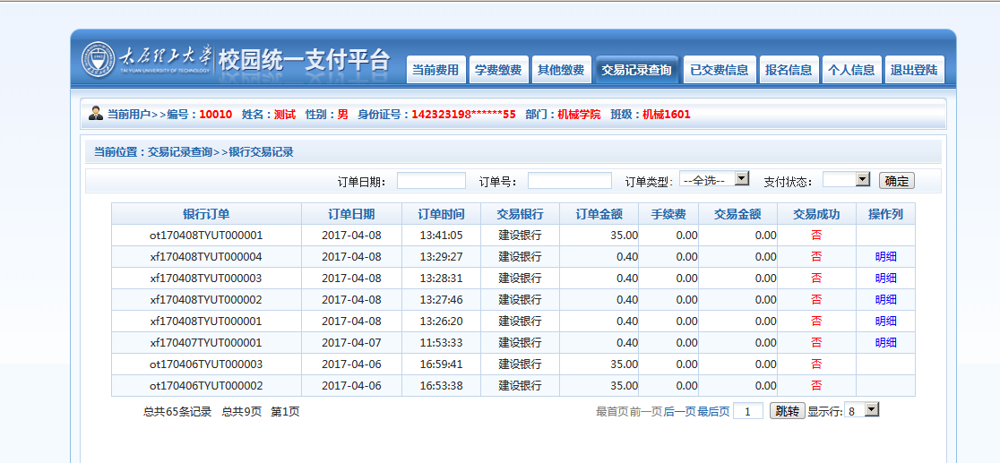 太原理工大学 校园统一支付平台
TAI YUAN UNIVERSITY OF TECHNOLOGY
当前费用 学费缴费 其他缴费 交易记录查询 已交费信息 报名信息 个人信息 退出登陆
当前用户>>编号：10010 姓名：测试 性别：男 身份证号：142323198******55 部门：机械学院 班级：机械1601
当前位置：交易记录查询>>银行交易记录
订单日期： 订单号： 订单类型： --全选-- 支付状态： 确定
银行订单 订单日期 订单时间 交易银行 订单金额 手续费 交易金额 交易成功 操作列
ot170408TYUT000001 2017-04-08 13:41:05 建设银行 35.00 0.00 0.00 否
xf170408TYUT000004 2017-04-08 13:29:27 建设银行 0.40 0.00 0.00 否 明细
xf170408TYUT000003 2017-04-08 13:28:31 建设银行 0.40 0.00 0.00 否 明细
xf170408TYUT000002 2017-04-08 13:27:46 建设银行 0.40 0.00 0.00 否 明细
xf170408TYUT000001 2017-04-08 13:26:20 建设银行 0.40 0.00 0.00 否 明细
xf170407TYUT000001 2017-04-07 11:53:33 建设银行 0.40 0.00 0.00 否 明细
ot170406TYUT000003 2017-04-06 16:59:41 建设银行 35.00 0.00 0.00 否
ot170406TYUT000002 2017-04-06 16:53:38 建设银行 35.00 0.00 0.00 否
总共65条记录 总共9页 第1页 最首页 前一页 后一页 最后页 1 跳转 显示行: 8